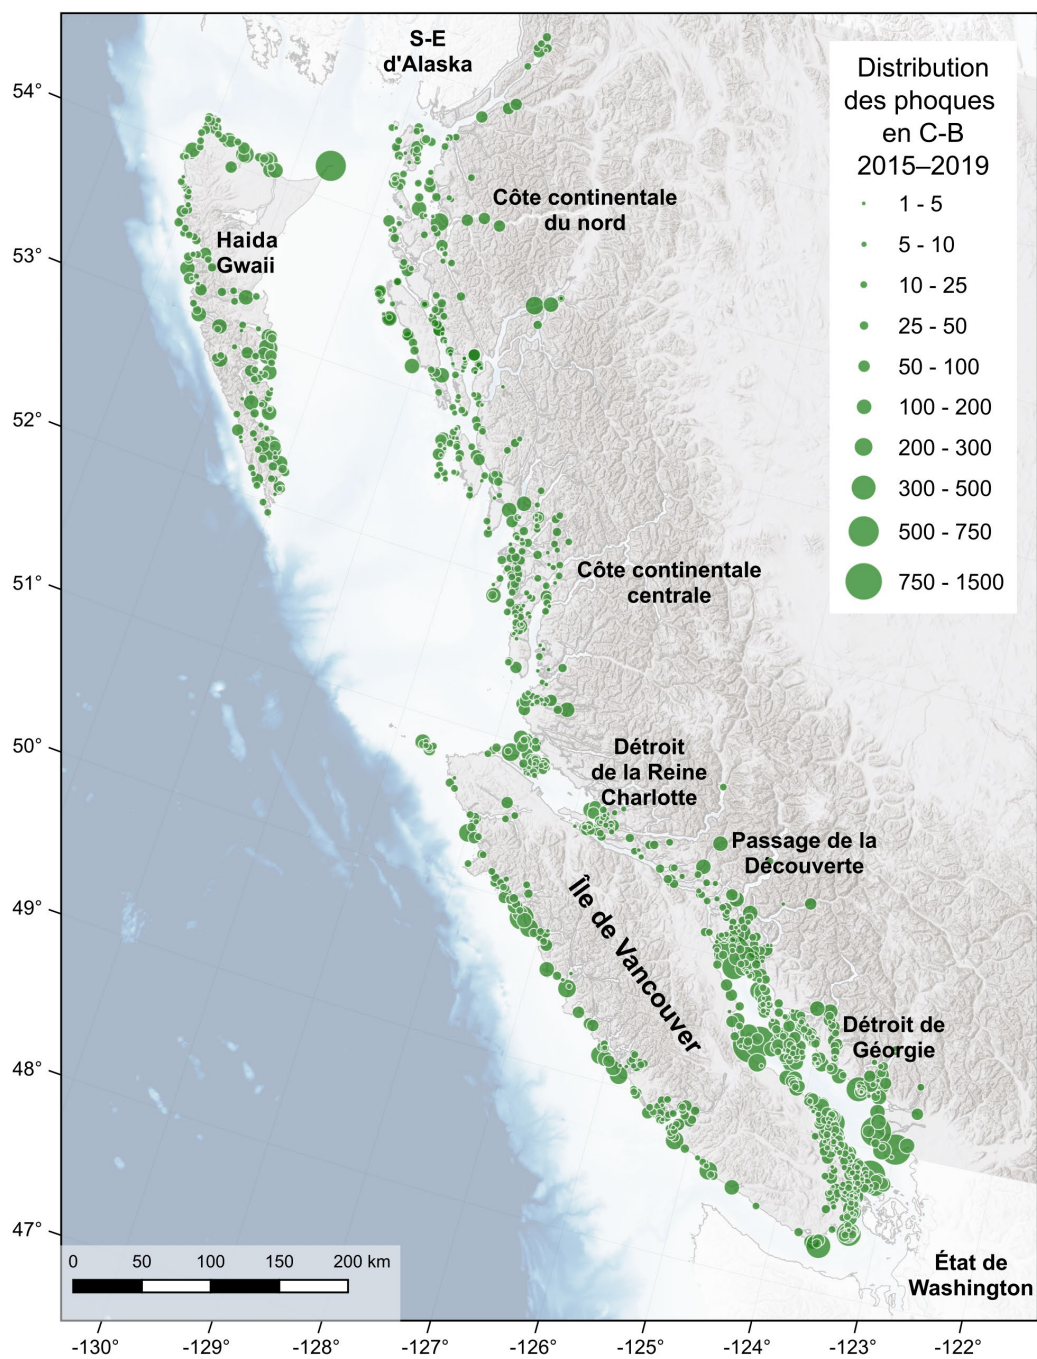 S-E
d'Alaska
Distribution
des phoques
en C-B
2015–2019
1 - 5
5 - 10
10 - 25
25 - 50
50 - 100
100 - 200
200 - 300
300 - 500
500 - 750
750 - 1500
Côte continentale
du nord
Haida
Gwaii
Côte continentale
centrale
Détroit
de la Reine
Charlotte
Passage de la
Découverte
Île de Vancouver
Détroit de
Géorgie
État de
Washington
54°
53°
52°
51°
50°
49°
48°
47°
0 50 100 150 200 km
-130° -129° -128° -127° -126° -125° -124° -123° -122°